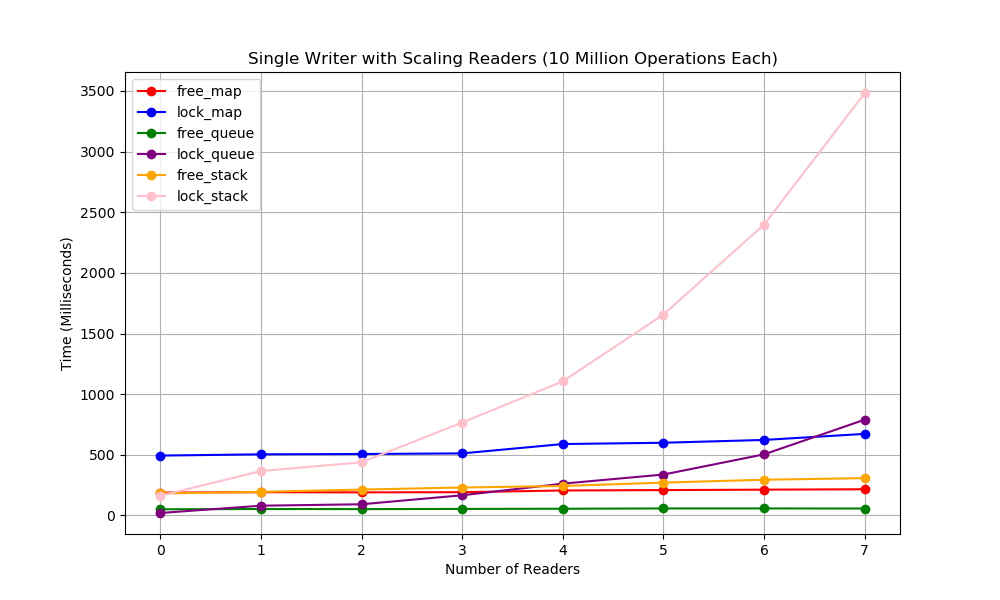 Single Writer with Scaling Readers (10 Million Operations Each)
free_map
lock_map
free_queue
lock_queue
free_stack
lock_stack
Time (Milliseconds)
3500
3000
2500
2000
1500
1000
500
0
0 1 2 3 4 5 6 7
Number of Readers